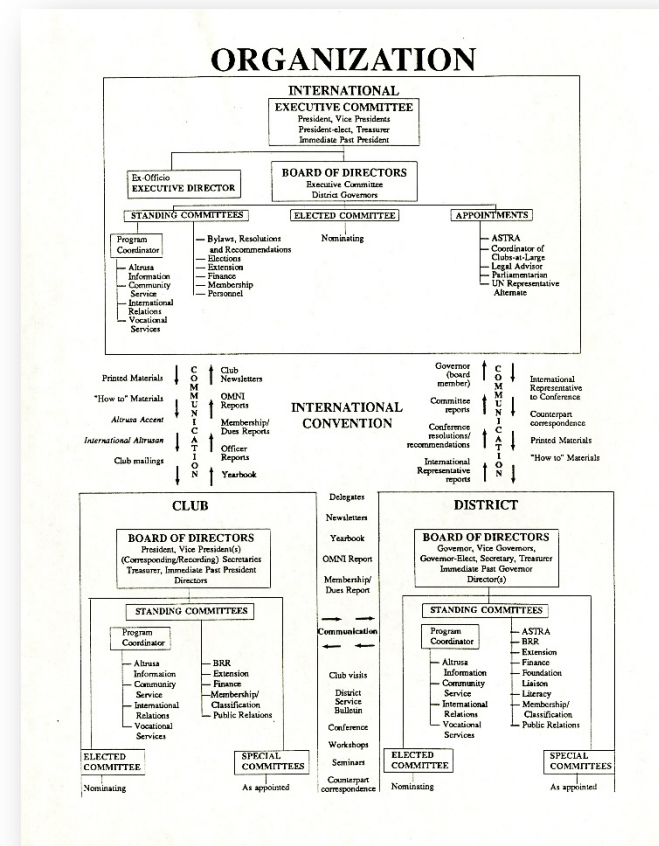 ORGANIZATION
INTERNATIONAL
EXECUTIVE COMMITTEE
President, Vice Presidents
President-elect, Treasurer
Immediate Past President
Ex-Officio
EXECUTIVE DIRECTOR
BOARD OF DIRECTORS
Executive Committee
District Governors
STANDING COMMITTEES
Program
Coordinator
Altrusa
Information
Community
Service
International
Relations
Vocational
Services
Bylaws, Resolutions
and Recommendations
Elections
Extension
Finance
Membership
Personnel
ELECTED COMMITTEE
Nominating
APPOINTMENTS
ASTRA
Coordinator of
Clubs-at-Large
Legal Advisor
Parliamentarian
UN Representative
Alternate
Printed Materials
"How to" Materials
Altrusa Accent
International Altrusan
Club mailings
COMMUNICATION
Club
Newsletters
OMNI
Reports
Membership/
Dues Reports
Officer
Reports
Yearbook
INTERNATIONAL
CONVENTION
Governor
(board
member)
Committee
reports
Conference
resolutions/
recommendations
International
Representative
reports
COMMUNICATION
International
Representative
to Conference
Counterpart
correspondence
Printed Materials
"How to" Materials
CLUB
BOARD OF DIRECTORS
President, Vice President(s)
(Corresponding/Recording) Secretaries
Treasurer, Immediate Past President
Directors
STANDING COMMITTEES
Program
Coordinator
Altrusa
Information
Community
Service
International
Relations
Vocational
Services
BRR
Extension
Finance
Membership/
Classification
Public Relations
ELECTED
COMMITTEE
Nominating
SPECIAL
COMMITTEES
As appointed
Delegates
Newsletters
Yearbook
OMNI Report
Membership/
Dues Report
Communication
Club visits
District
Service
Bulletin
Conference
Workshops
Seminars
Counterpart
correspondence
DISTRICT
BOARD OF DIRECTORS
Governor, Vice Governors,
Governor-Elect, Secretary, Treasurer
Immediate Past Governor
Director(s)
STANDING COMMITTEES
Program
Coordinator
Altrusa
Information
Community
Service
International
Relations
Vocational
Services
ASTRA
BRR
Extension
Finance
Foundation
Liaison
Literacy
Membership/
Classification
Public Relations
ELECTED
COMMITTEE
Nominating
SPECIAL
COMMITTEES
As appointed